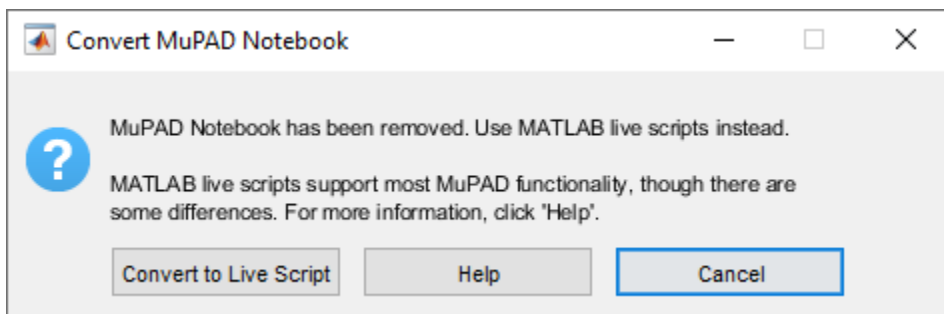 Convert MuPAD Notebook
MuPAD Notebook has been removed. Use MATLAB live scripts instead.
MATLAB live scripts support most MuPAD functionality, though there are
some differences. For more information, click 'Help'.
Convert to Live Script
Help
Cancel